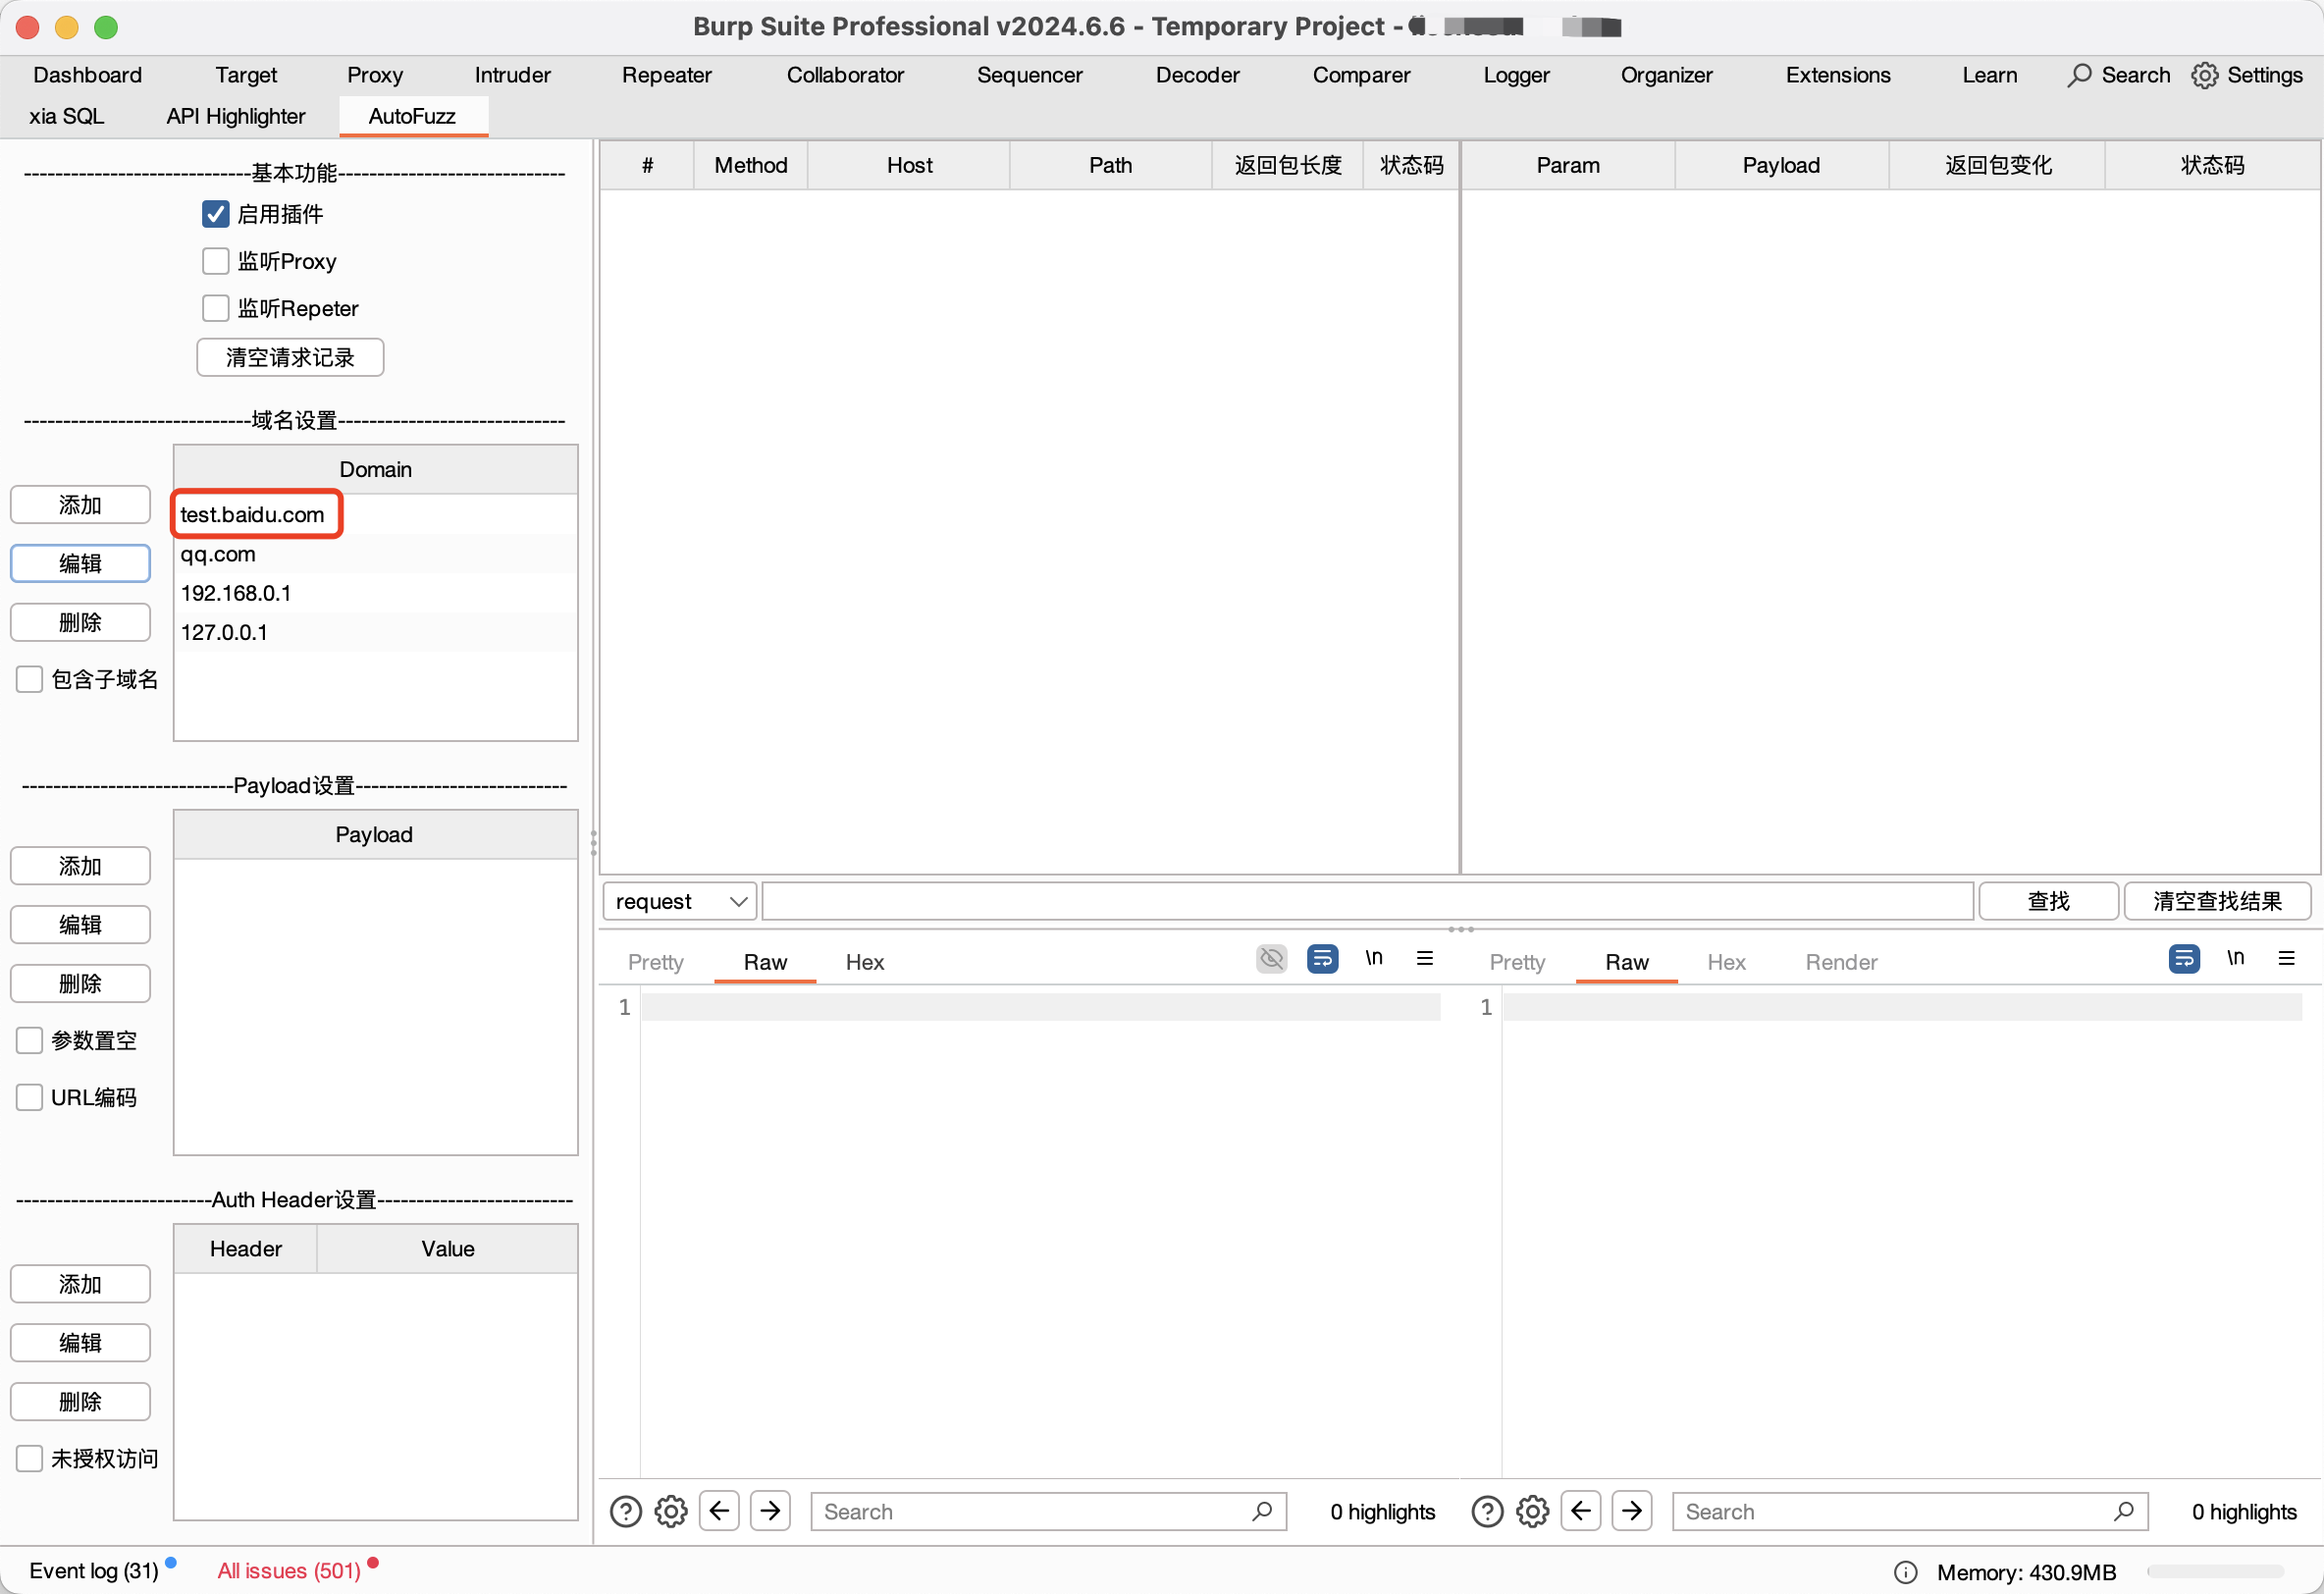 Burp Suite Professional v2024.6.6 - Temporary Project -
Dashboard Target Proxy Intruder Repeater Collaborator Sequencer Decoder Comparer Logger Organizer Extensions Learn Search Settings
xia SQL API Highlighter AutoFuzz
-----------------------------基本功能-----------------------------
启用插件
监听Proxy
监听Repeter
清空请求记录
-----------------------------域名设置-----------------------------
Domain
添加
编辑
删除
包含子域名
test.baidu.com
qq.com
192.168.0.1
127.0.0.1
---------------------------Payload设置---------------------------
Payload
添加
编辑
删除
参数置空
URL编码
-------------------------Auth Header设置-------------------------
Header Value
添加
编辑
删除
未授权访问
# Method Host Path 返回包长度 状态码
Param Payload 返回包变化 状态码
request 查找 清空查找结果
Pretty Raw Hex \n
1
Search 0 highlights
Pretty Raw Hex Render \n
1
Search 0 highlights
Event log (31) All issues (501) Memory: 430.9MB